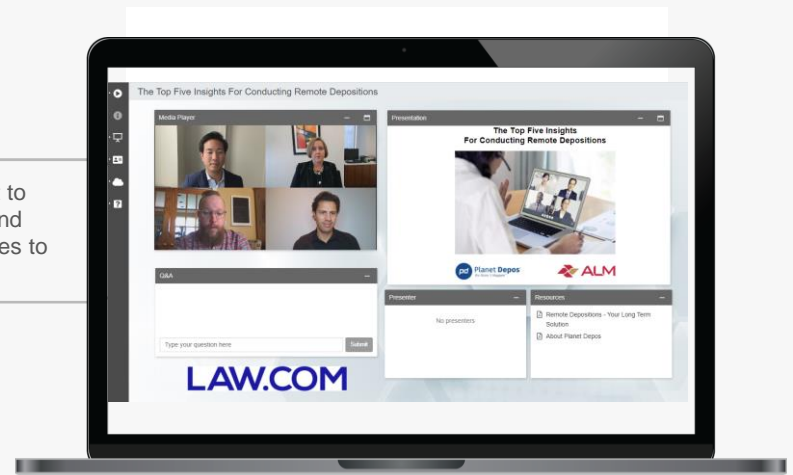 to
nd
es to
The Top Five Insights For Conducting Remote Depositions
Media Player
Presentation
The Top Five Insights
For Conducting Remote Depositions
pd Planet Depos
ALM
Q&A
Type your question here
Submit
LAW.COM
Presenter
No presenters
Resources
Remote Depositions - Your Long Term
Solution
About Planet Depos